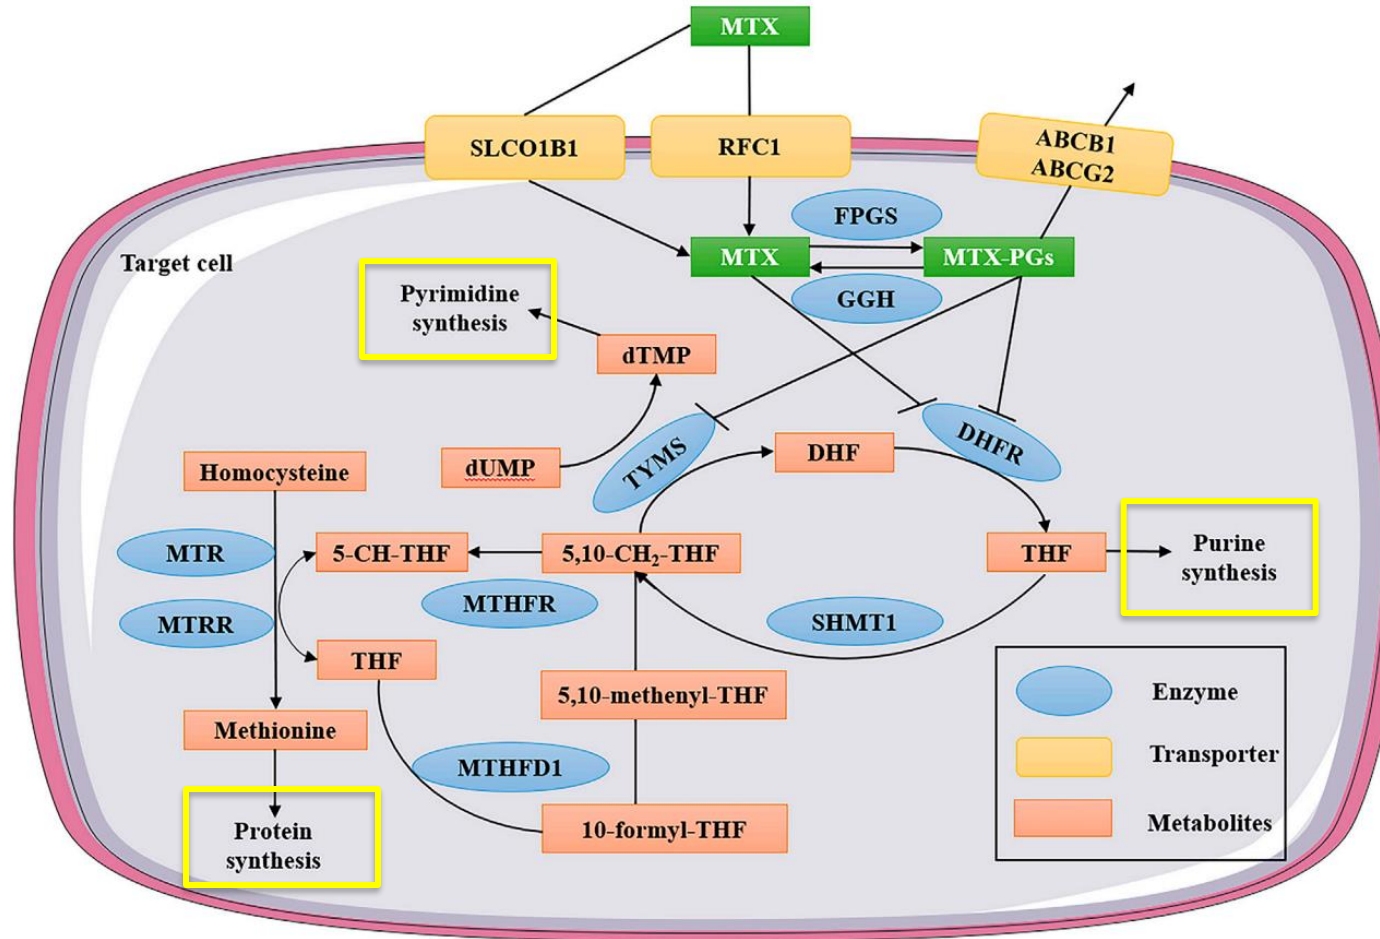 MTX
SLCO1B1
RFC1
ABCB1
ABCG2
FPGS
MTX
MTX-PGs
GGH
Target cell
Pyrimidine
synthesis
dTMP
dUMP
TYMS
DHF
DHFR
Homocysteine
MTR
5-CH-THF
5,10-CH₂-THF
THF
Purine
synthesis
MTHFR
MTRR
SHMT1
THF
5,10-methenyl-THF
Methionine
MTHFD1
10-formyl-THF
Protein
synthesis
Enzyme
Transporter
Metabolites